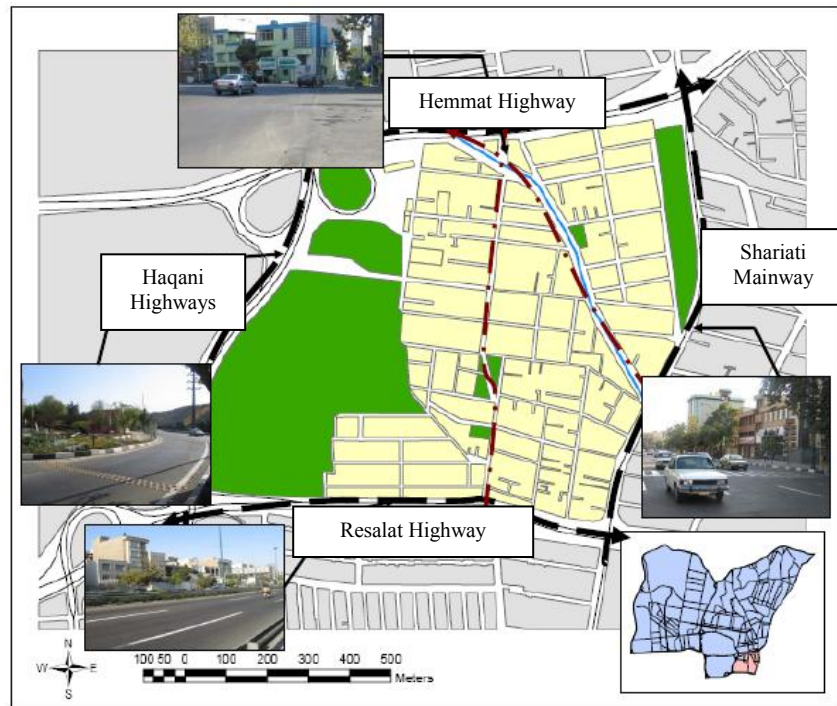 Hemmat Highway
Shariati
Mainway
Haqani
Highways
Resalat Highway
N
W E
S
100 50 0 100 200 300 400 500
Meters